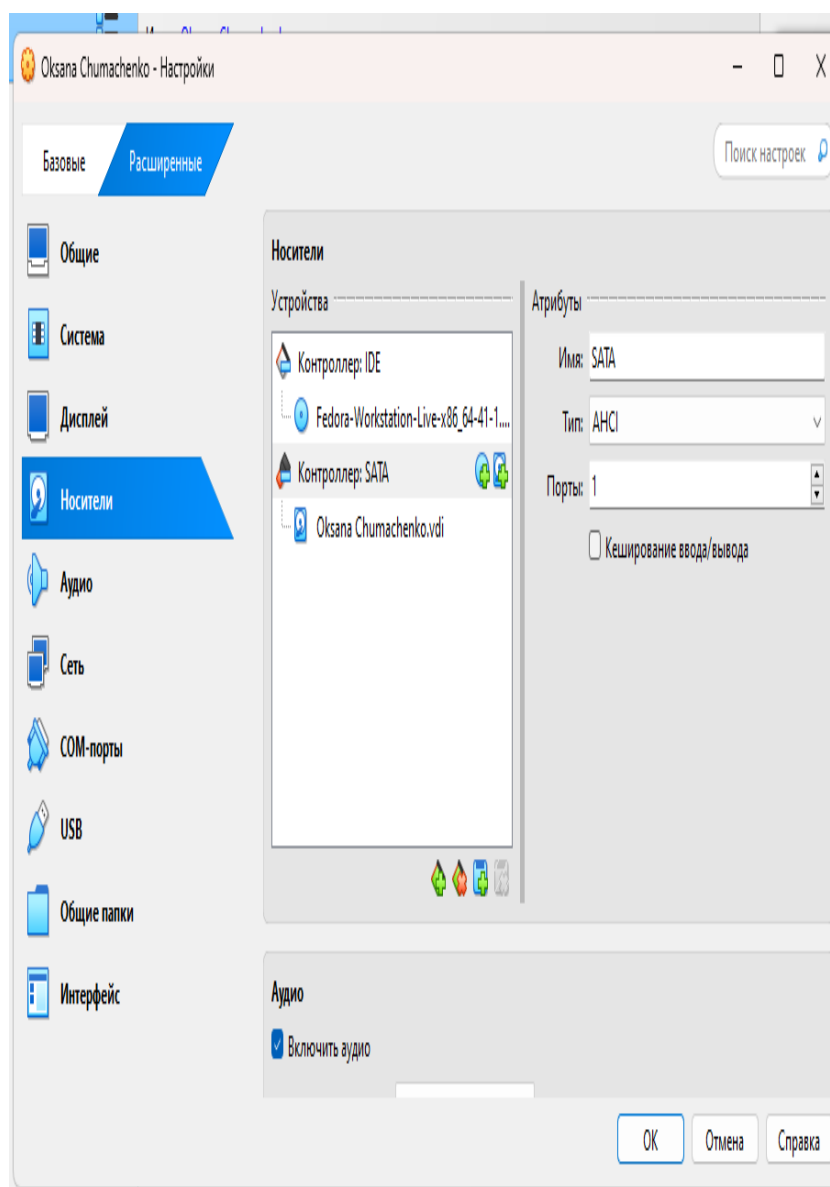 Oksana Chumachenko - Настройки
Базовые
Расширенные
Поиск настроек
Общие
Система
Дисплей
Носители
Аудио
Сеть
COM-порты
USB
Общие папки
Интерфейс
Носители
Устройства
Контроллер: IDE
Fedora-Workstation-Live-x86_64-41-1....
Контроллер: SATA
Oksana Chumachenko.vdi
Атрибуты
Имя: SATA
Тип: AHCI
Порты: 1
Кеширование ввода/вывода
Аудио
Включить аудио
OK
Отмена
Справка